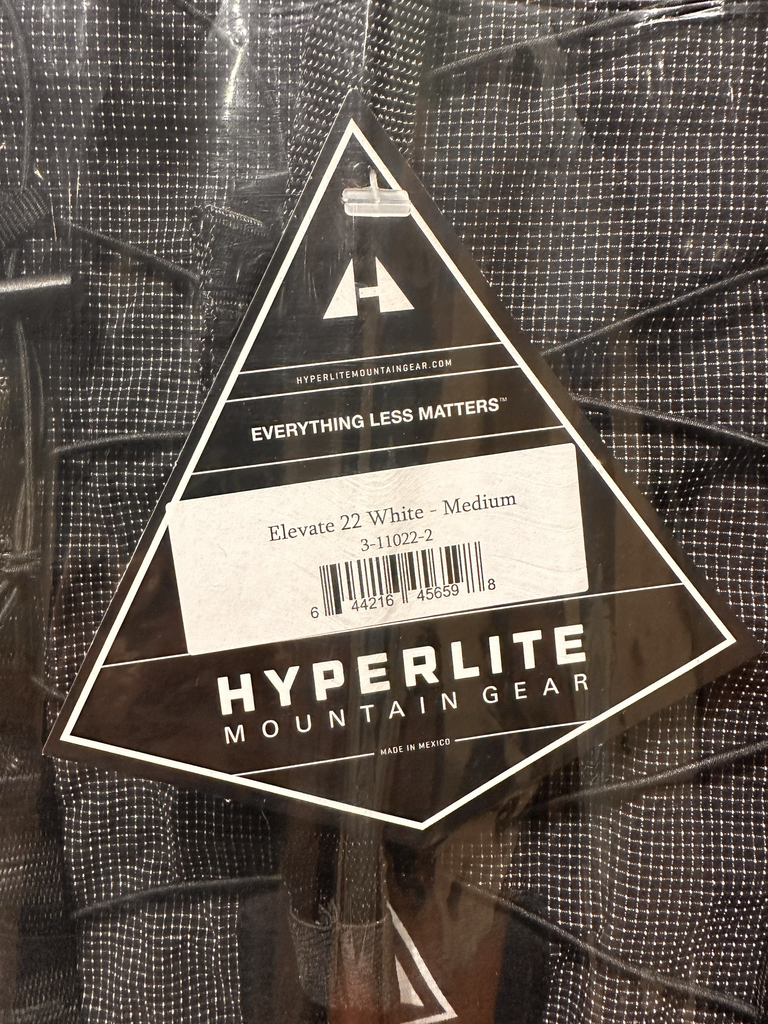 HYPERLITEMOUNTAINGEAR.COM
EVERYTHING LESS MATTERS™
Elevate 22 White - Medium
3-11022-2
6 44216 45659 8
HYPERLITE
MOUNTAIN GEAR
MADE IN MEXICO